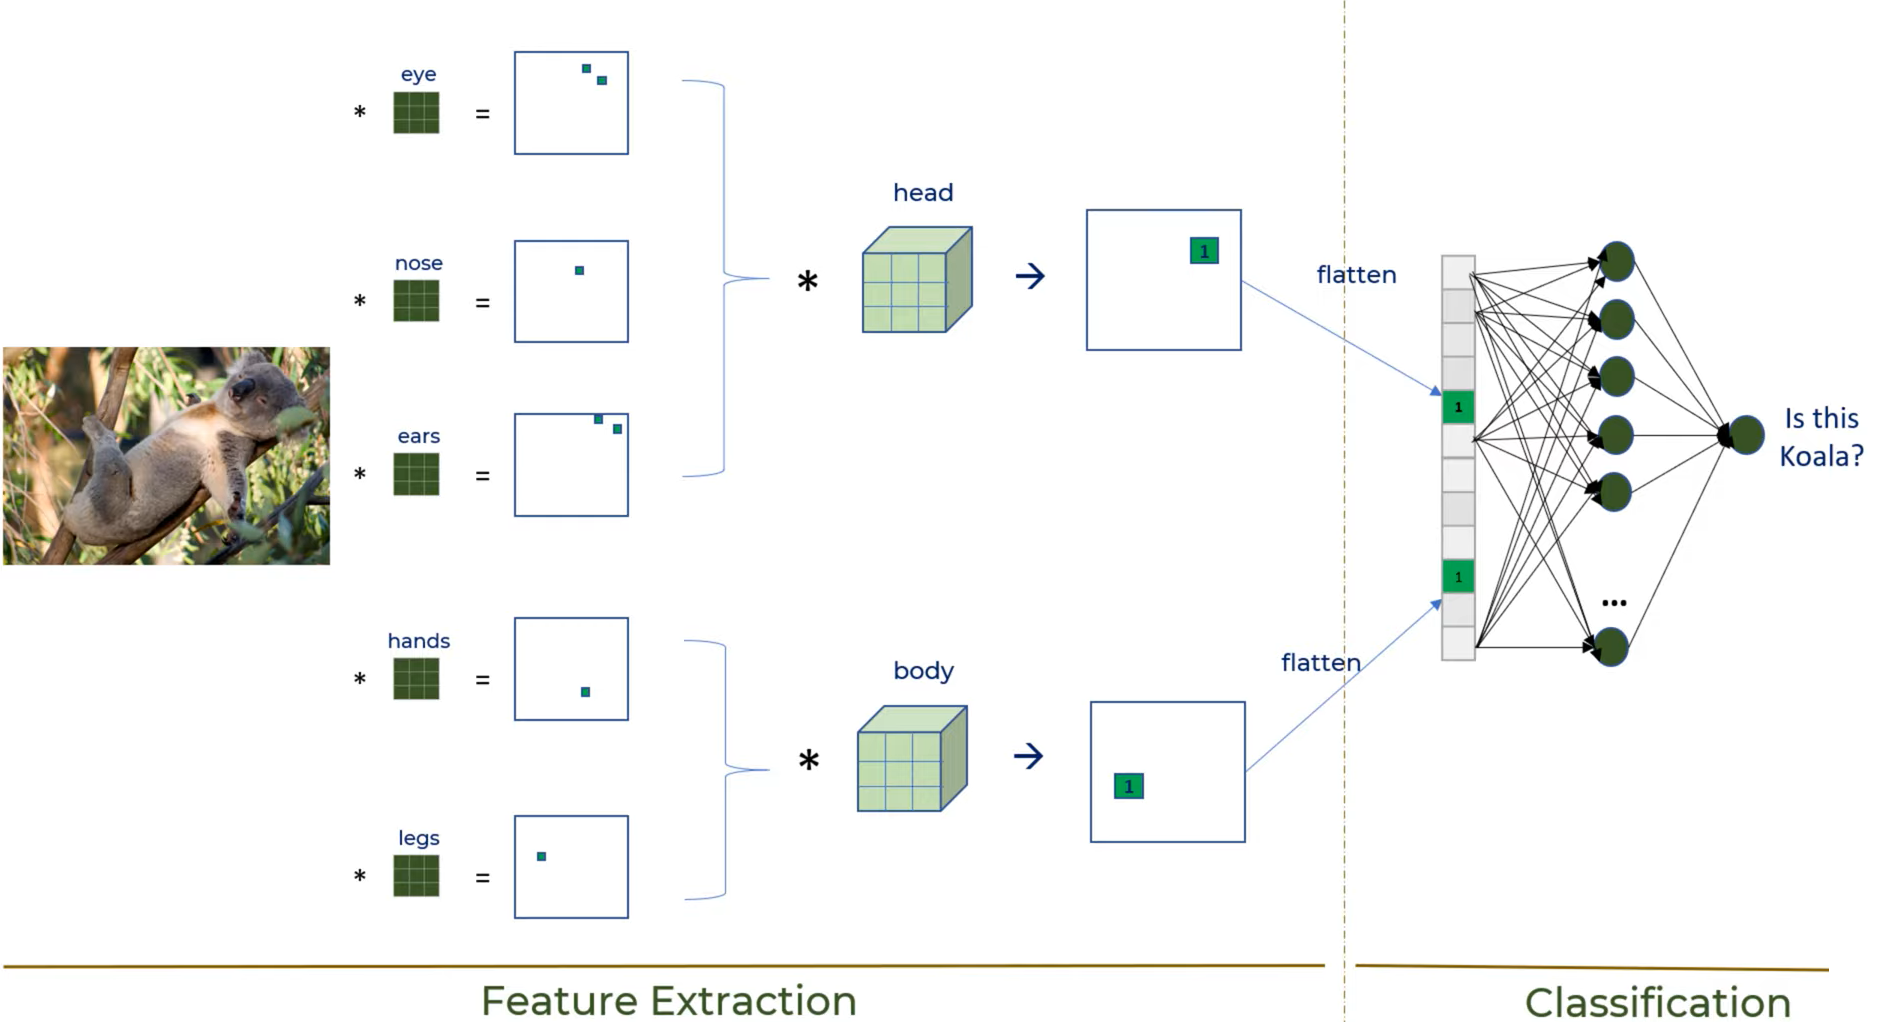 eye
* =
nose
* =
ears
* =
head
* →
1
flatten
hands
* =
legs
* =
body
* →
1
flatten
1
1
...
Is this
Koala?
Feature Extraction
Classification